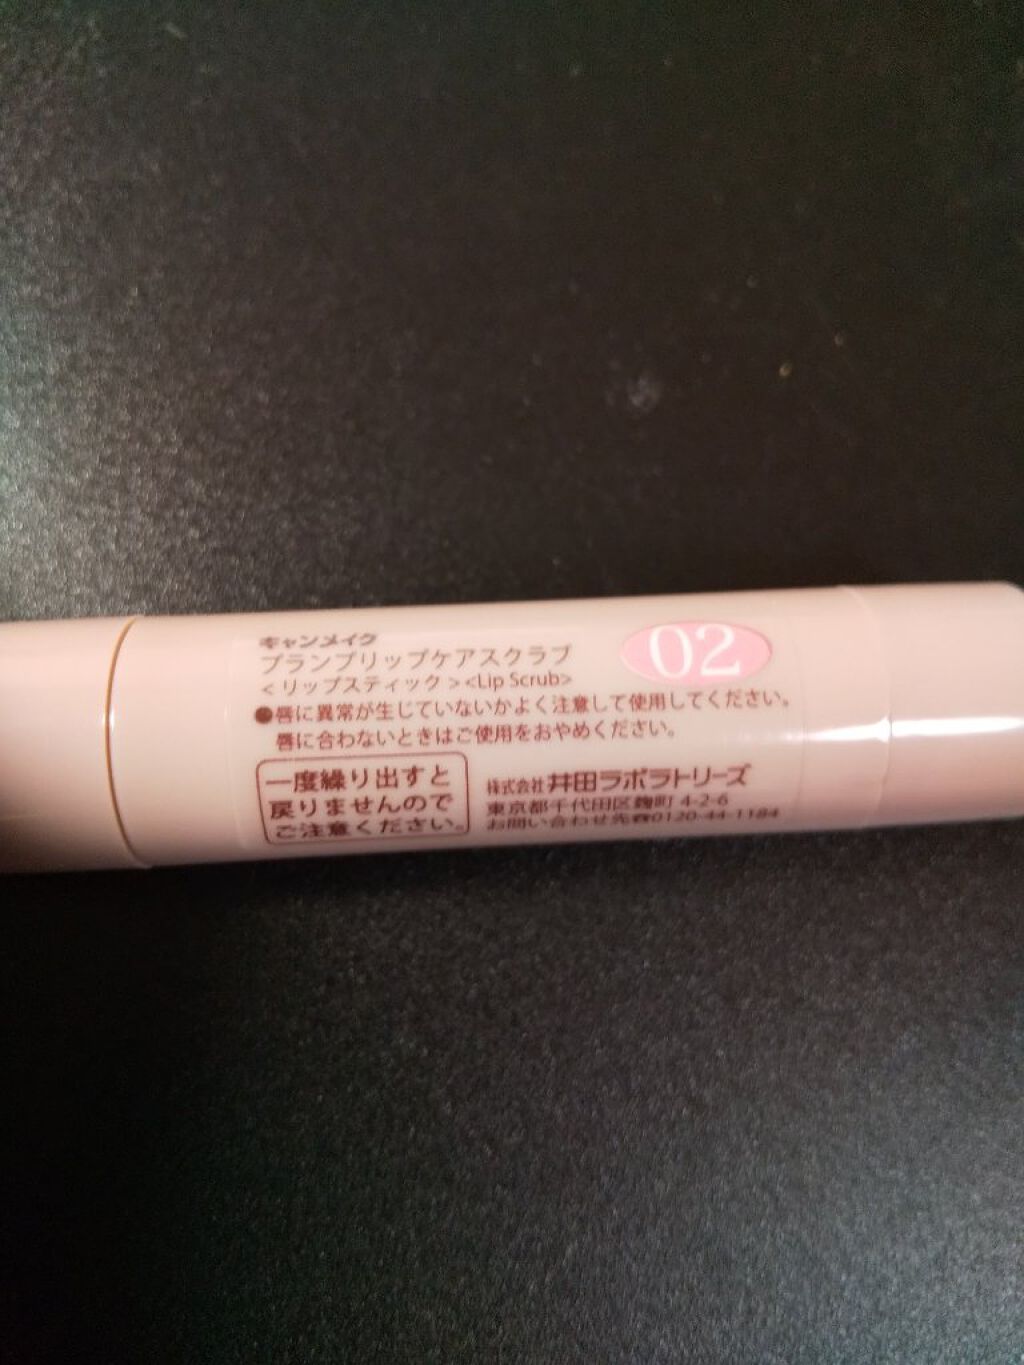 キャンメイク
プランプリップケアスクラブ
02
<リップスティック><Lip Scrub>
●唇に異常が生じていないかよく注意して使用してください。
唇に合わないときはご使用をおやめください。
一度繰り出すと
戻りませんので
ご注意ください。
株式会社 井田ラボラトリーズ
東京都千代田区麹町 4-2-6
お問い合わせ先☎0120-44-1184